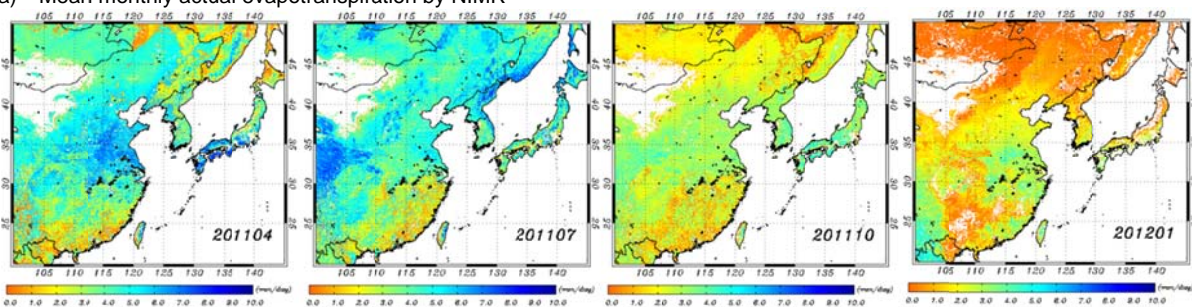 a) Mean monthly actual evapotranspiration by NIMR
105 110 115 120 125 130 135 140
105 110 115 120 125 130 135 140
105 110 115 120 125 130 135 140
105 110 115 120 125 130 135 140
45 40 35 30 25
201104
201107
201110
201201
105 110 115 120 125 130 135 140
105 110 115 120 125 130 135 140
105 110 115 120 125 130 135 140
105 110 115 120 125 130 135 140
(mm/day)
(mm/day)
(mm/day)
(mm/day)
0.0 1.0 2.0 3.0 4.0 5.0 6.0 7.0 8.0 9.0 10.0
0.0 1.0 2.0 4.0 5.0 6.0 7.0 8.0 9.0 10.0
0.0 1.0 2.0 4.0 5.0 6.0 7.0 8.0 9.0 10.0
0.0 1.0 2.0 3.0 4.0 5.0 6.0 7.0 8.0 9.0 10.0